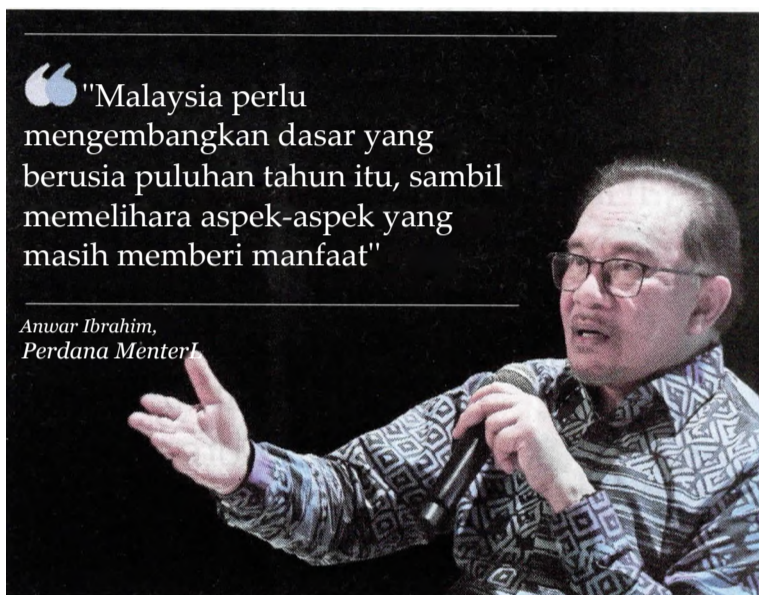 "Malaysia perlu
mengembangkan dasar yang
berusia puluhan tahun itu, sambil
memelihara aspek-aspek yang
masih memberi manfaat"
Anwar Ibrahim,
Perdana MenterI.